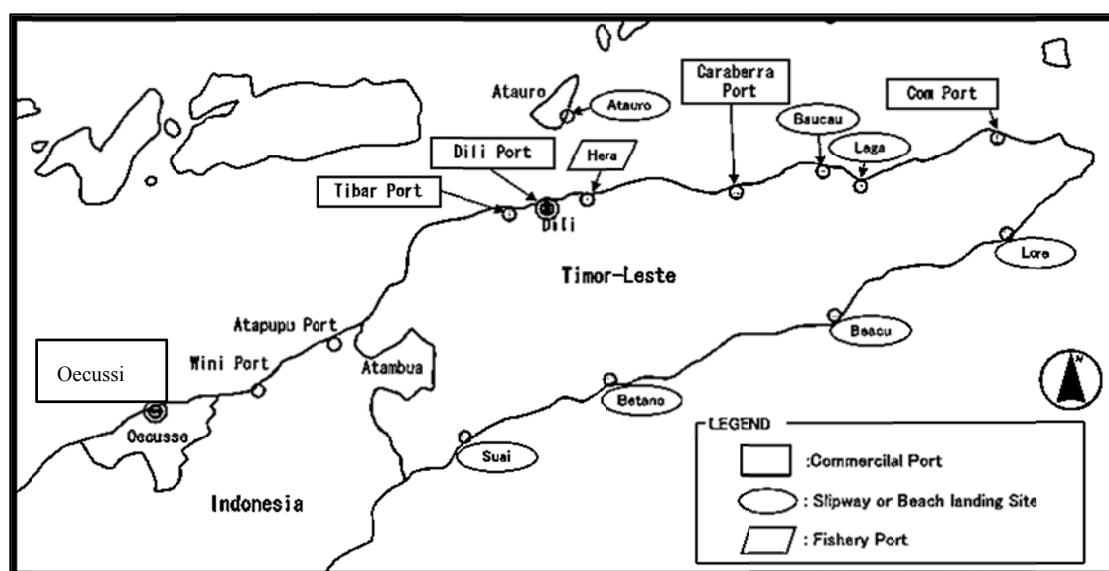 Atauro
Atauro
Caraberra
Port
Com Port
Baucau
Laga
Dili Port
Hera
Tibar Port
Dili
Timor-Leste
Lore
Atapupu Port
Beacu
Wini Port
Atambua
Oecussi
N
Betano
Oecusse
Suai
Indonesia
LEGEND
:Commercilal Port
: Slipway or Beach landing Site
: Fishery Port